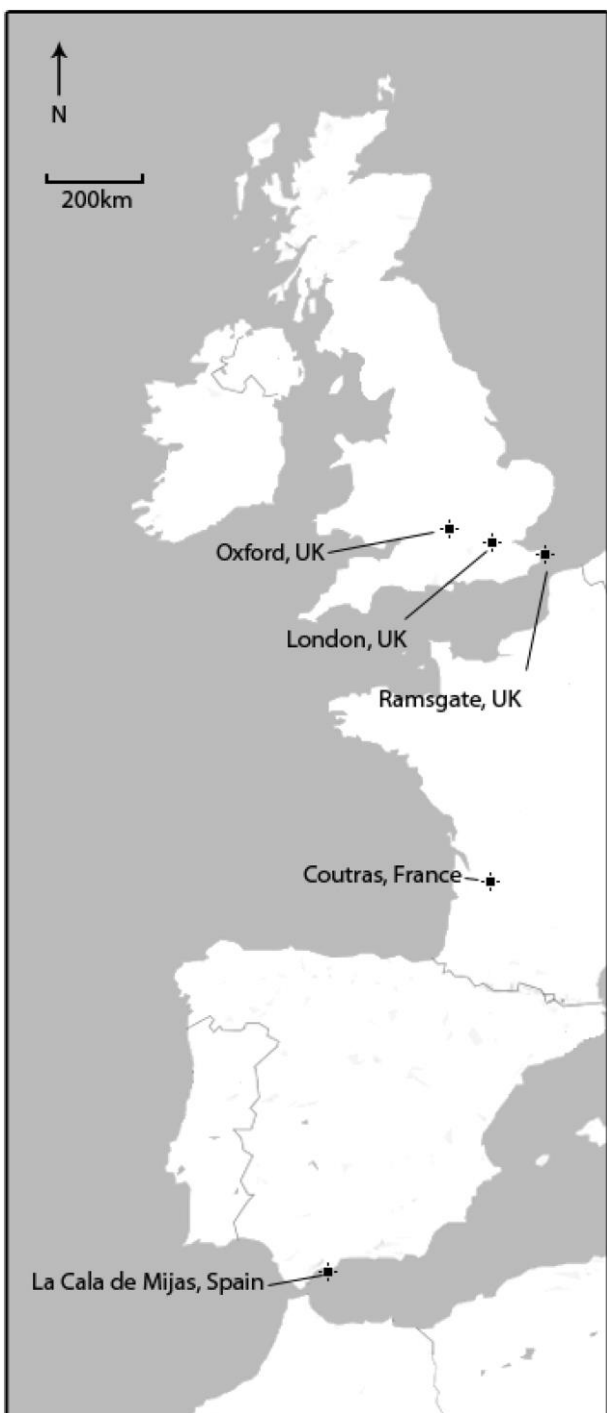 N
200km
Oxford, UK
London, UK
Ramsgate, UK
Coutras, France
La Cala de Mijas, Spain